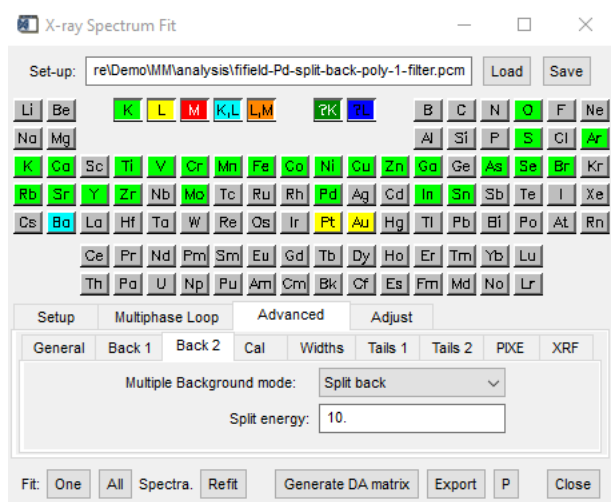 X-ray Spectrum Fit
Set-up: re\Demo\MM\analysis\fifield-Pd-split-back-poly-1-filter.pcm Load Save
Li Be K L M K,L L,M ?K ?L B C N O F Ne
Na Mg Al Si P S Cl Ar
K Ca Sc Ti V Cr Mn Fe Co Ni Cu Zn Ga Ge As Se Br Kr
Rb Sr Y Zr Nb Mo Tc Ru Rh Pd Ag Cd In Sn Sb Te I Xe
Cs Ba La Hf Ta W Re Os Ir Pt Au Hg Tl Pb Bi Po At Rn
Ce Pr Nd Pm Sm Eu Gd Tb Dy Ho Er Tm Yb Lu
Th Pa U Np Pu Am Cm Bk Cf Es Fm Md No Lr
Setup Multiphase Loop Advanced Adjust
General Back 1 Back 2 Cal Widths Tails 1 Tails 2 PIXE XRF
Multiple Background mode: Split back
Split energy: 10.
Fit: One All Spectra. Refit Generate DA matrix Export P Close